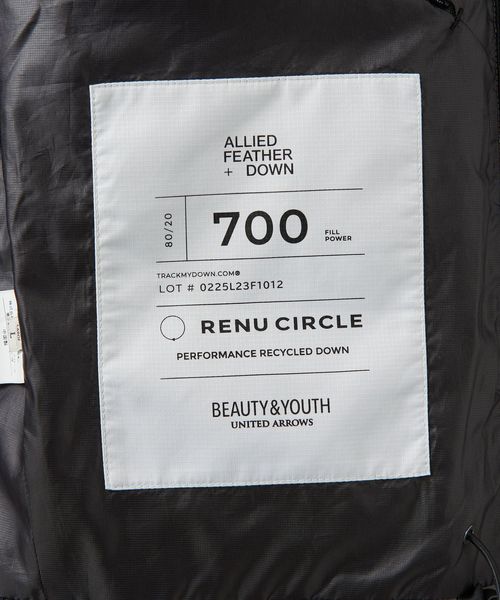 ALLIED
FEATHER
+ DOWN
80/20
700
FILL
POWER
TRACKMYDOWN.COM®
LOT # 0225L23F1012
RENU CIRCLE
PERFORMANCE RECYCLED DOWN
BEAUTY&YOUTH
UNITED ARROWS